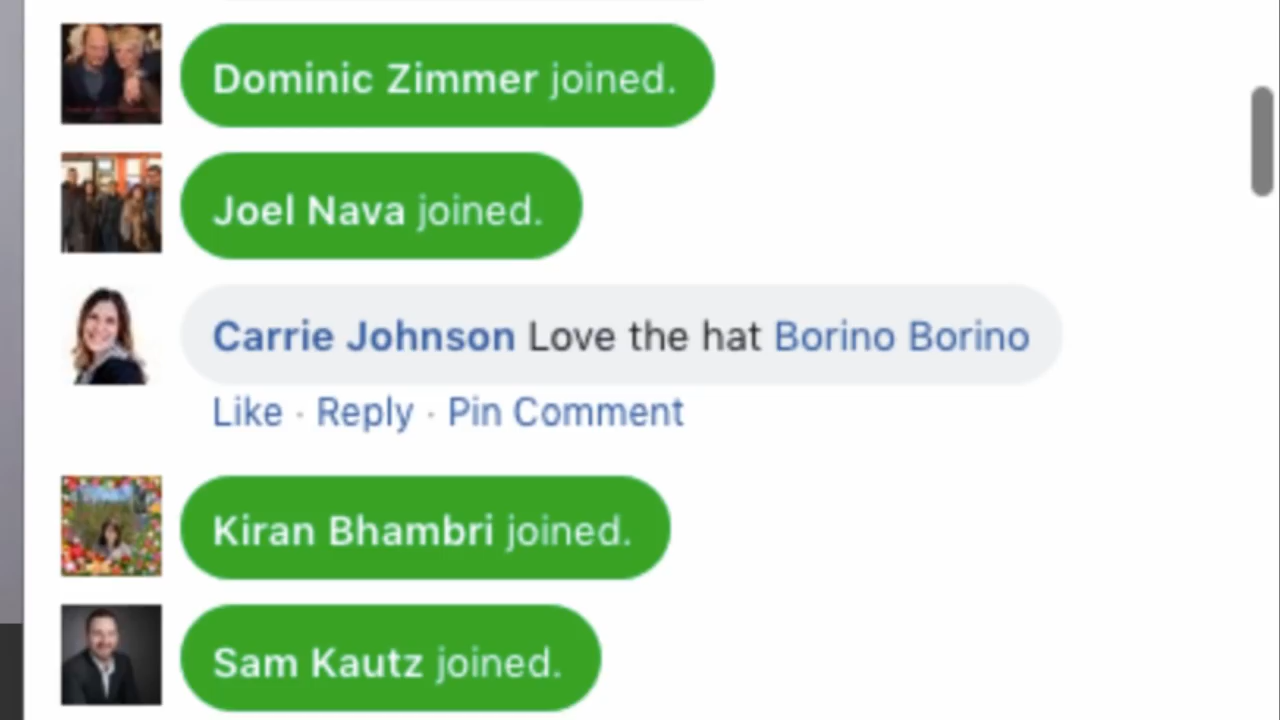 Dominic Zimmer joined.
Joel Nava joined.
Carrie Johnson Love the hat Borino Borino
Like · Reply · Pin Comment
Kiran Bhambri joined.
Sam Kautz joined.